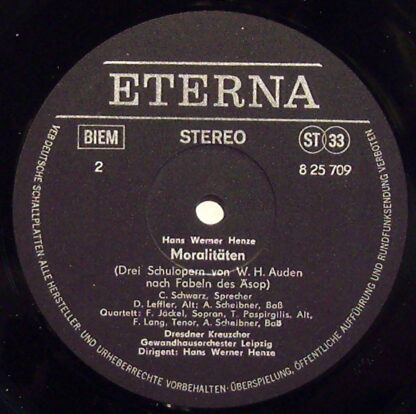 ETERNA
BIEM
STEREO
ST 33
2
8 25 709
Hans Werner Henze
Moralitäten
(Drei Schulopern von W. H. Auden
nach Fabeln des Äsop)
C. Schwarz, Sprecher
D. Leffler, Alt; A. Scheibner, Baß
Quartett: F. Jäckel, Sopran, T. Paspirgilis, Alt,
F. Lang, Tenor, A. Scheibner, Baß
Dresdner Kreuzchor
Gewandhausorchester Leipzig
Dirigent: Hans Werner Henze
VEB DEUTSCHE SCHALLPLATTEN ALLE HERSTELLER- UND URHEBERRECHTE VORBEHALTEN · ÜBERSPIELUNG, ÖFFENTLICHE AUFFÜHRUNG UND RUNDFUNKSENDUNG VERBOTEN